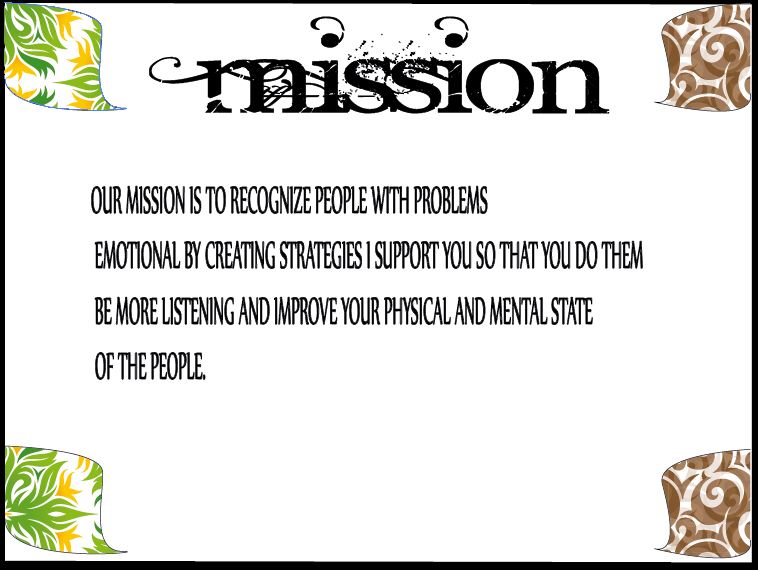 mission
OUR MISSION IS TO RECOGNIZE PEOPLE WITH PROBLEMS
EMOTIONAL BY CREATING STRATEGIES I SUPPORT YOU SO THAT YOU DO THEM
BE MORE LISTENING AND IMPROVE YOUR PHYSICAL AND MENTAL STATE
OF THE PEOPLE.